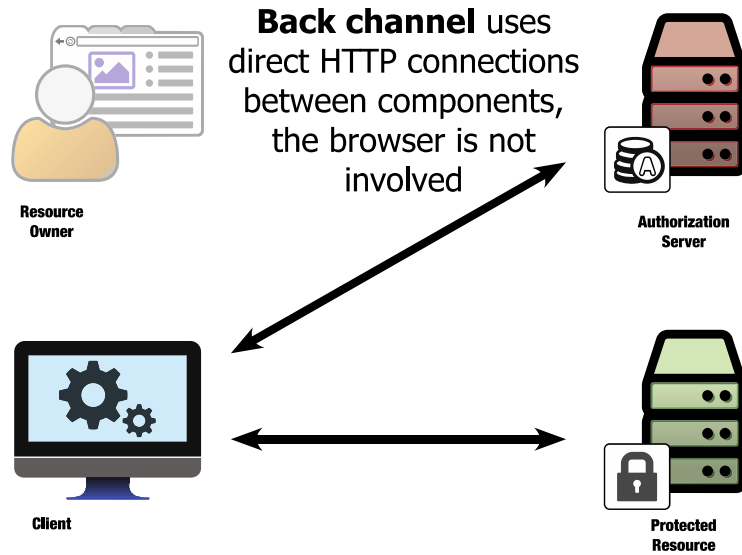 Back channel uses
direct HTTP connections
between components,
the browser is not
involved
Resource
Owner
A
Authorization
Server
Client
Protected
Resource